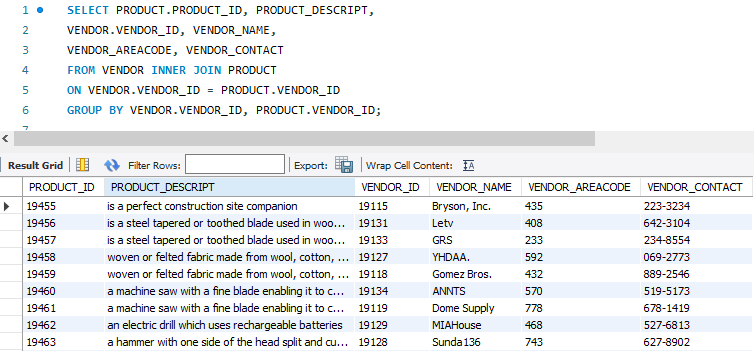 1 SELECT PRODUCT.PRODUCT_ID, PRODUCT_DESCRIPT,
2 VENDOR.VENDOR_ID, VENDOR_NAME,
3 VENDOR_AREACODE, VENDOR_CONTACT
4 FROM VENDOR INNER JOIN PRODUCT
5 ON VENDOR.VENDOR_ID = PRODUCT.VENDOR_ID
6 GROUP BY VENDOR.VENDOR_ID, PRODUCT.VENDOR_ID;
Result Grid Filter Rows: Export: Wrap Cell Content:
PRODUCT_ID PRODUCT_DESCRIPT VENDOR_ID VENDOR_NAME VENDOR_AREACODE VENDOR_CONTACT
19455 is a perfect construction site companion 19115 Bryson, Inc. 435 223-3234
19456 is a steel tapered or toothed blade used in woo... 19131 Letv 408 642-3104
19457 is a steel tapered or toothed blade used in woo... 19133 GRS 233 234-8554
19458 woven or felted fabric made from wool, cotton, ... 19127 YHDAA. 592 069-2773
19459 woven or felted fabric made from wool, cotton, ... 19118 Gomez Bros. 432 889-2546
19460 a machine saw with a fine blade enabling it to c... 19134 ANNTS 570 519-5173
19461 a machine saw with a fine blade enabling it to c... 19119 Dome Supply 778 678-1419
19462 an electric drill which uses rechargeable batteries 19129 MIAHouse 468 527-6813
19463 a hammer with one side of the head split and cu... 19128 Sunda136 743 627-8902